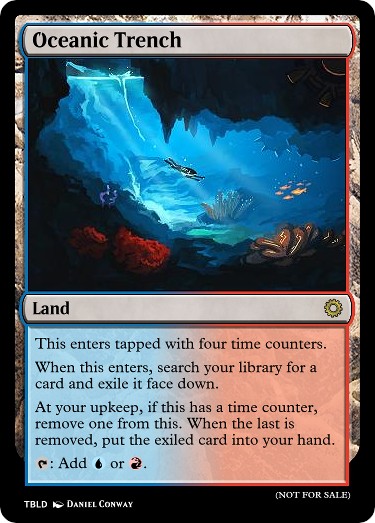 Oceanic Trench
Land
This enters tapped with four time counters.
When this enters, search your library for a
card and exile it face down.
At your upkeep, if this has a time counter,
remove one from this. When the last is
removed, put the exiled card into your hand.
: Add or .
TBLD Daniel Conway
(NOT FOR SALE)